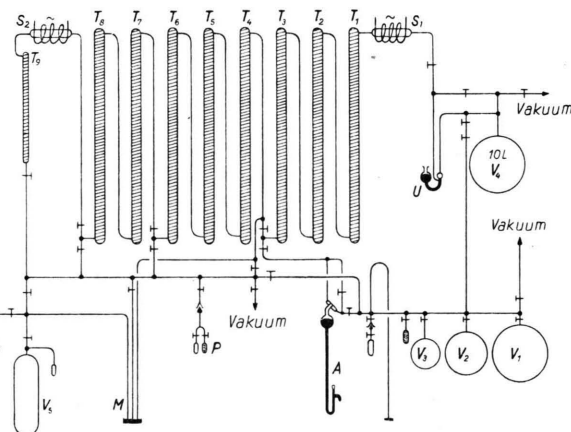 S2 ~ T8 T7 T6 T5 T4 T3 T2 T1 ~ S1
T9
Vakuum
10L
V4
U
Vakuum
Vakuum
P
A
V3 V2 V1
V5
M